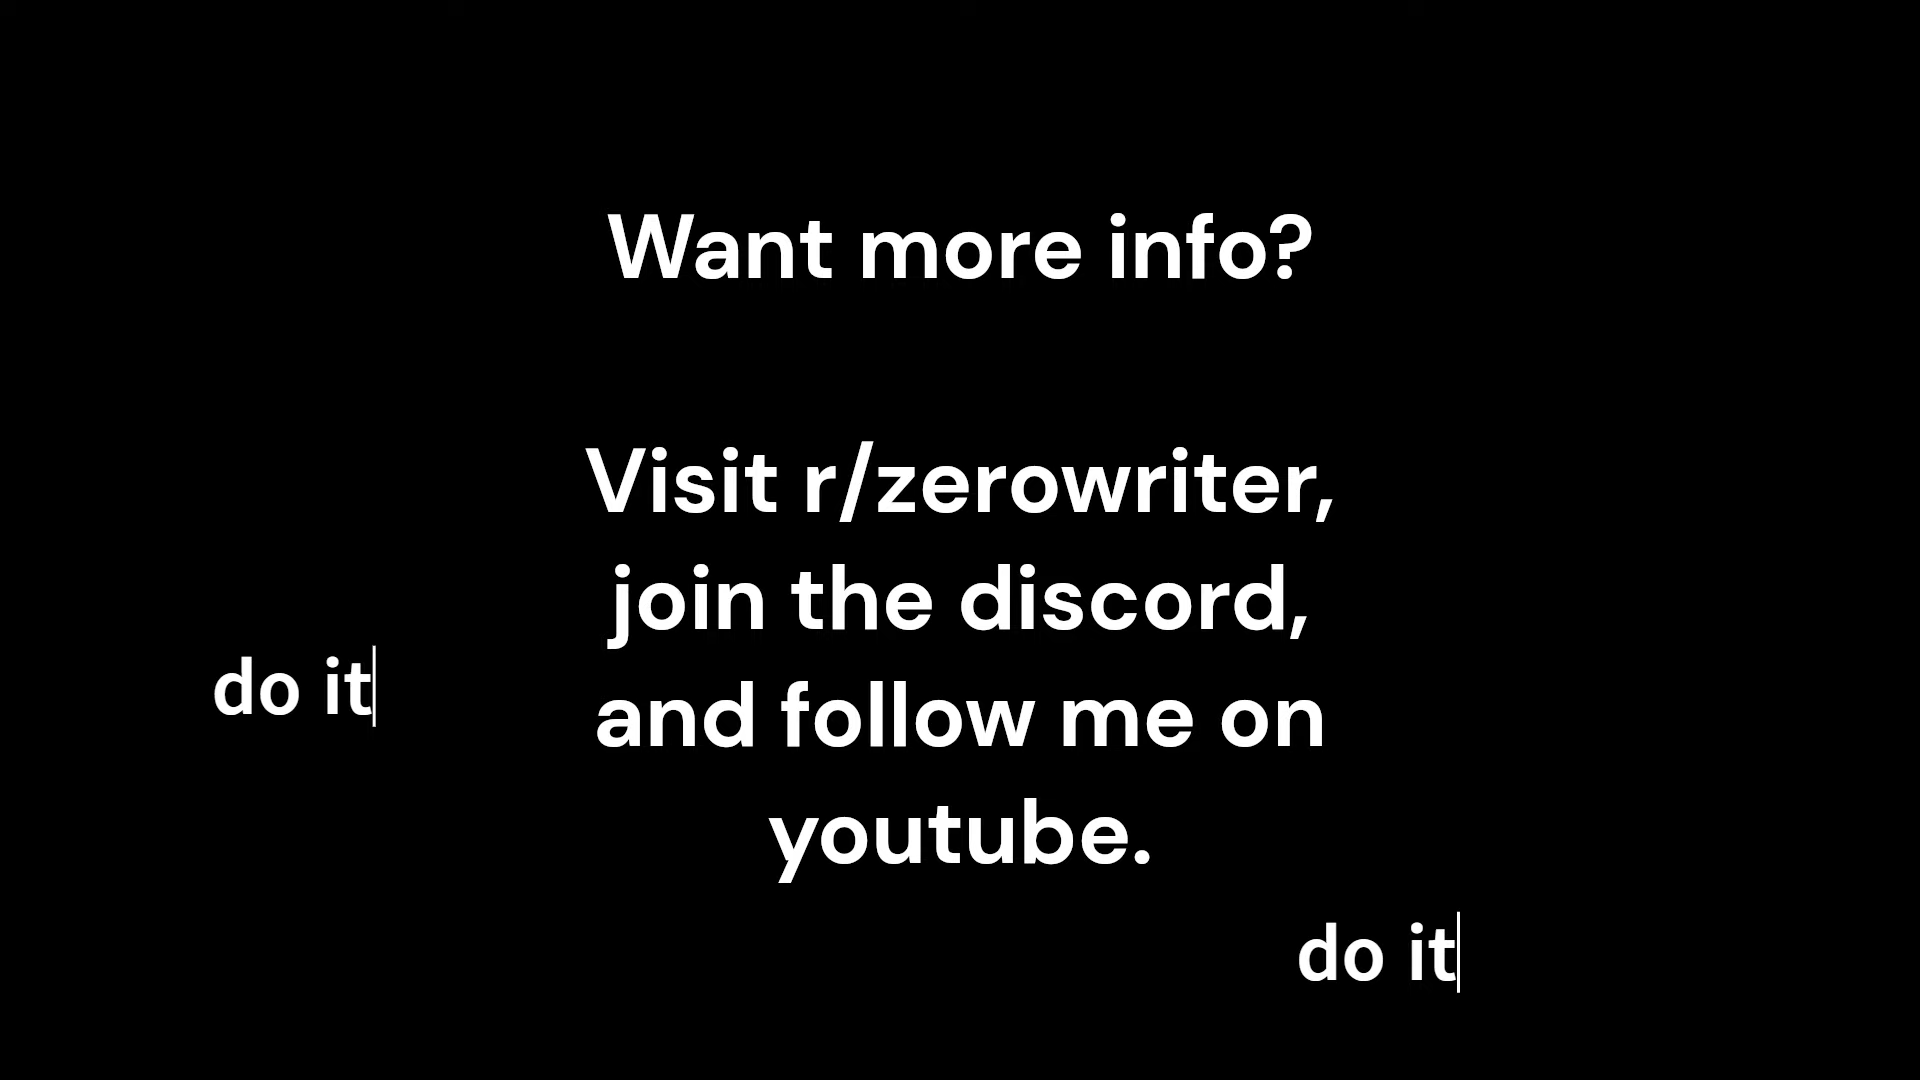 Want more info?
Visit r/zerowriter,
join the discord,
do it
and follow me on
youtube.
do it